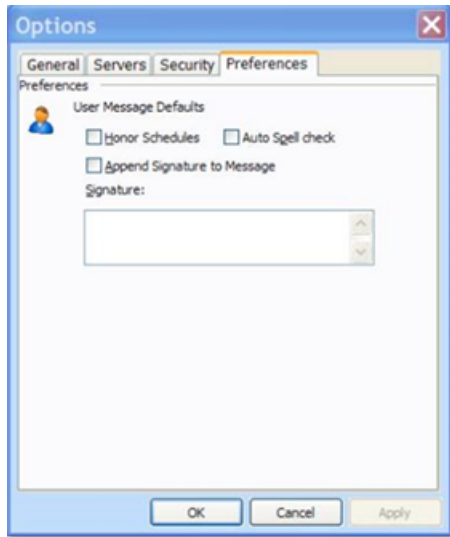 Options
General Servers Security Preferences
Preferences
User Message Defaults
Honor Schedules Auto Spell check
Append Signature to Message
Signature:
OK Cancel Apply